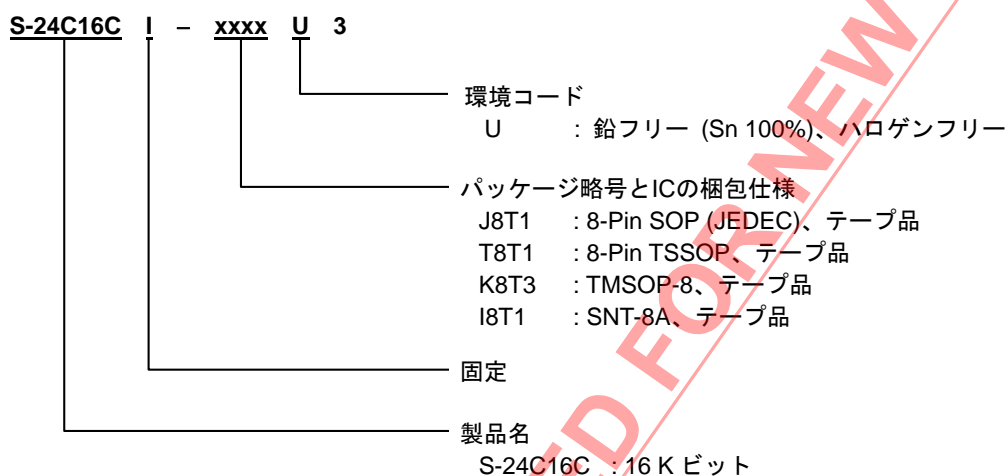 S-24C16C I – xxxx U 3
環境コード
U : 鉛フリー (Sn 100%)、ハロゲンフリー
パッケージ略号とICの梱包仕様
J8T1 : 8-Pin SOP (JEDEC)、テープ品
T8T1 : 8-Pin TSSOP、テープ品
K8T3 : TMSOP-8、テープ品
I8T1 : SNT-8A、テープ品
固定
製品名
S-24C16C : 16 K ビット
ED FOR NEW